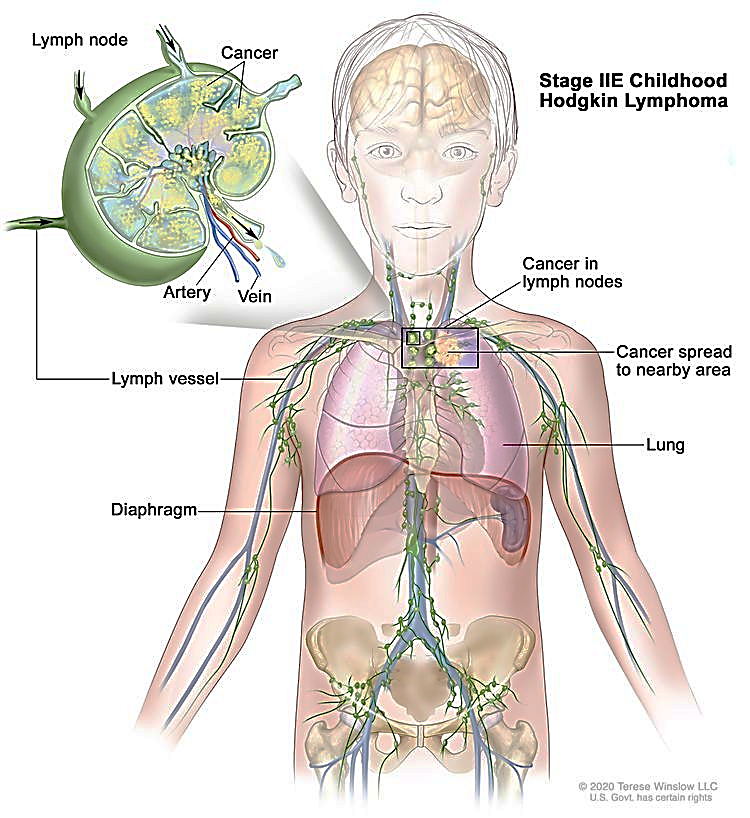 Lymph node
Cancer
Stage IIE Childhood
Hodgkin Lymphoma
Artery
Vein
Cancer in
lymph nodes
Lymph vessel
Cancer spread
to nearby area
Lung
Diaphragm
© 2020 Terese Winslow LLC
U.S. Govt. has certain rights